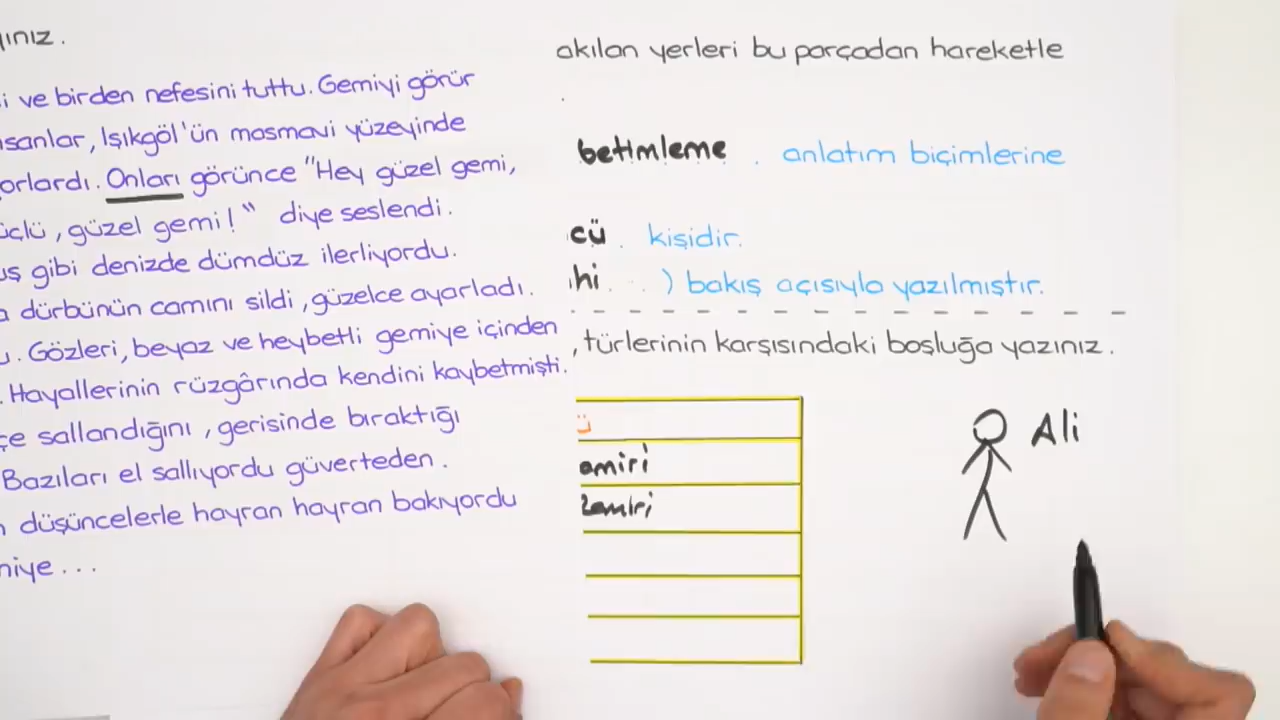 ınız.
i ve birden nefesini tuttu. Gemiyi görür
sanlar, Işıkgöl'ün masmavi yüzeyinde
orlardı. Onları görünce "Hey güzel gemi,
üçlü, güzel gemi!" diye seslendi.
uş gibi denizde dümdüz ilerliyordu.
a dürbünün camını sildi, güzelce ayarladı.
u. Gözleri, beyaz ve heybetli gemiye içinden
. Hayallerinin rüzgârında kendini kaybetmişti.
çe sallandığını, gerisinde bıraktığı
Bazıları el sallıyordu güverteden.
n düşüncelerle hayran hayran bakıyordu
miye...
akılan yerleri bu parçadan hareketle
.
betimleme . anlatım biçimlerine
cü . kişidir.
hi . . ) bakış açısıyla yazılmıştır.
, türlerinin karşısındaki boşluğa yazınız.
ü
amiri
zamiri
Ali